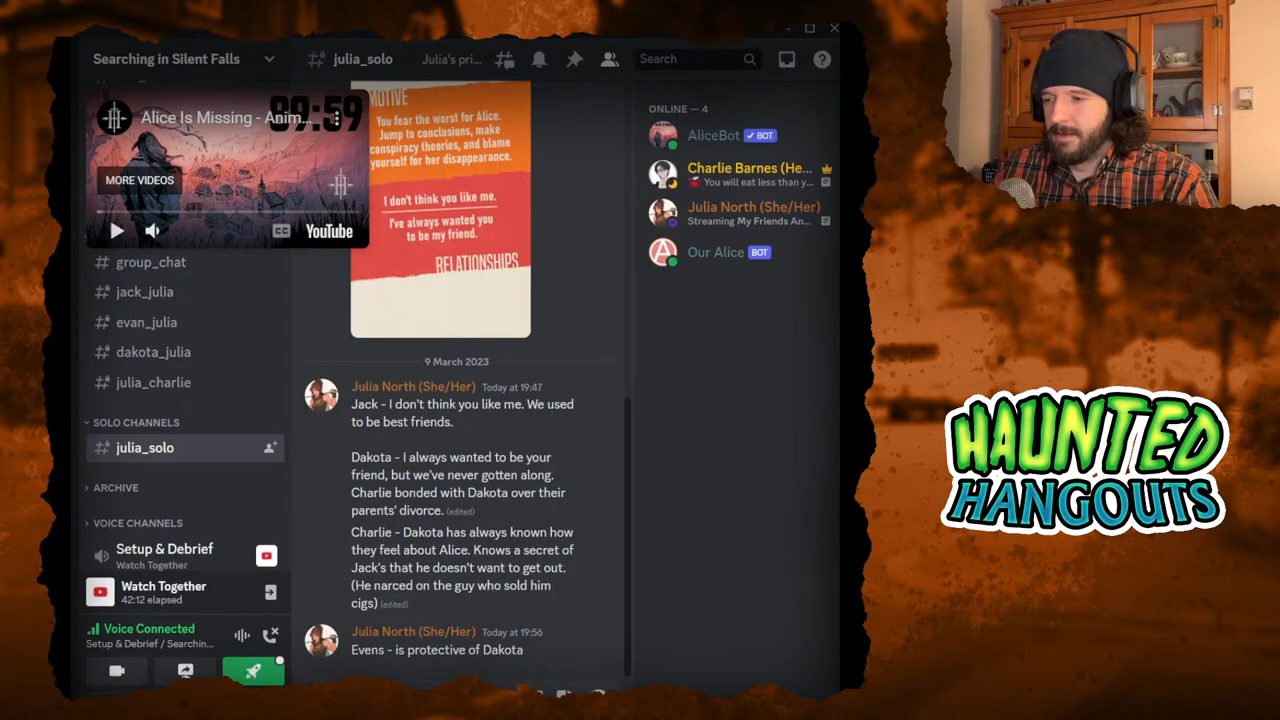 Searching in Silent Falls
julia_solo
Julia's pri...
Search
89:59
Alice Is Missing - Anim...
MORE VIDEOS
CC
YouTube
group_chat
jack_julia
evan_julia
dakota_julia
julia_charlie
SOLO CHANNELS
julia_solo
ARCHIVE
VOICE CHANNELS
Setup & Debrief
Watch Together
Watch Together
42:12 elapsed
Voice Connected
Setup & Debrief / Searchin...
MOTIVE
You fear the worst for Alice.
Jump to conclusions, make
conspiracy theories, and blame
yourself for her disappearance.
I don't think you like me.
I've always wanted you
to be my friend.
RELATIONSHIPS
9 March 2023
Julia North (She/Her) Today at 19:47
Jack - I don't think you like me. We used
to be best friends.
Dakota - I always wanted to be your
friend, but we've never gotten along.
Charlie bonded with Dakota over their
parents' divorce. (edited)
Charlie - Dakota has always known how
they feel about Alice. Knows a secret of
Jack's that he doesn't want to get out.
(He narced on the guy who sold him
cigs) (edited)
Julia North (She/Her) Today at 19:56
Evens - is protective of Dakota
ONLINE — 4
AliceBot ✓ BOT
Charlie Barnes (He...
You will eat less than y...
Julia North (She/Her)
Streaming My Friends An...
Our Alice BOT
HAUNTED
HANGOUTS